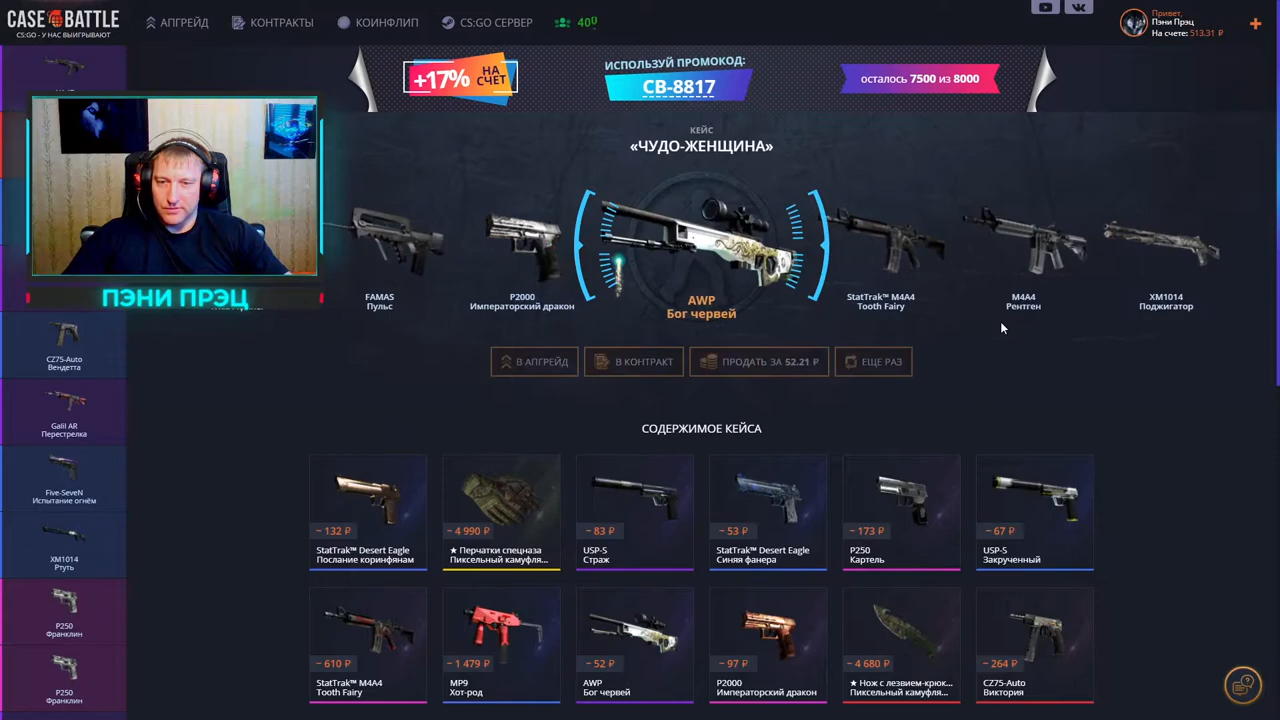 CASE BATTLE
CS:GO - У НАС ВЫИГРЫВАЮТ
АПГРЕЙД
КОНТРАКТЫ
КОИНФЛИП
CS:GO СЕРВЕР
Привет,
Пэни Прэц
На счете: 513.31 ₽
+
+17% НА СЧЕТ
ИСПОЛЬЗУЙ ПРОМОКОД:
CB-8817
осталось 7500 из 8000
КЕЙС
«ЧУДО-ЖЕНЩИНА»
ПЭНИ ПРЭЦ
FAMAS
Пульс
P2000
Императорский дракон
AWP
Бог червей
StatTrak™ M4A4
Tooth Fairy
M4A4
Рентген
XM1014
Поджигатор
В АПГРЕЙД
В КОНТРАКТ
ПРОДАТЬ ЗА 52.21 ₽
ЕЩЕ РАЗ
CZ75-Auto
Вендетта
Galil AR
Перестрелка
Five-SeveN
Испытание огнём
XM1014
Ртуть
P250
Франклин
P250
Франклин
СОДЕРЖИМОЕ КЕЙСА
~ 132 ₽
StatTrak™ Desert Eagle
Послание коринфянам
~ 4 990 ₽
★ Перчатки спецназа
Пиксельный камуфля...
~ 83 ₽
USP-S
Страж
~ 53 ₽
StatTrak™ Desert Eagle
Синяя фанера
~ 173 ₽
P250
Картель
~ 67 ₽
USP-S
Закрученный
~ 610 ₽
StatTrak™ M4A4
Tooth Fairy
~ 1 479 ₽
MP9
Хот-род
~ 52 ₽
AWP
Бог червей
~ 97 ₽
P2000
Императорский дракон
~ 4 680 ₽
★ Нож с лезвием-крюк...
Пиксельный камуфля...
~ 264 ₽
CZ75-Auto
Виктория